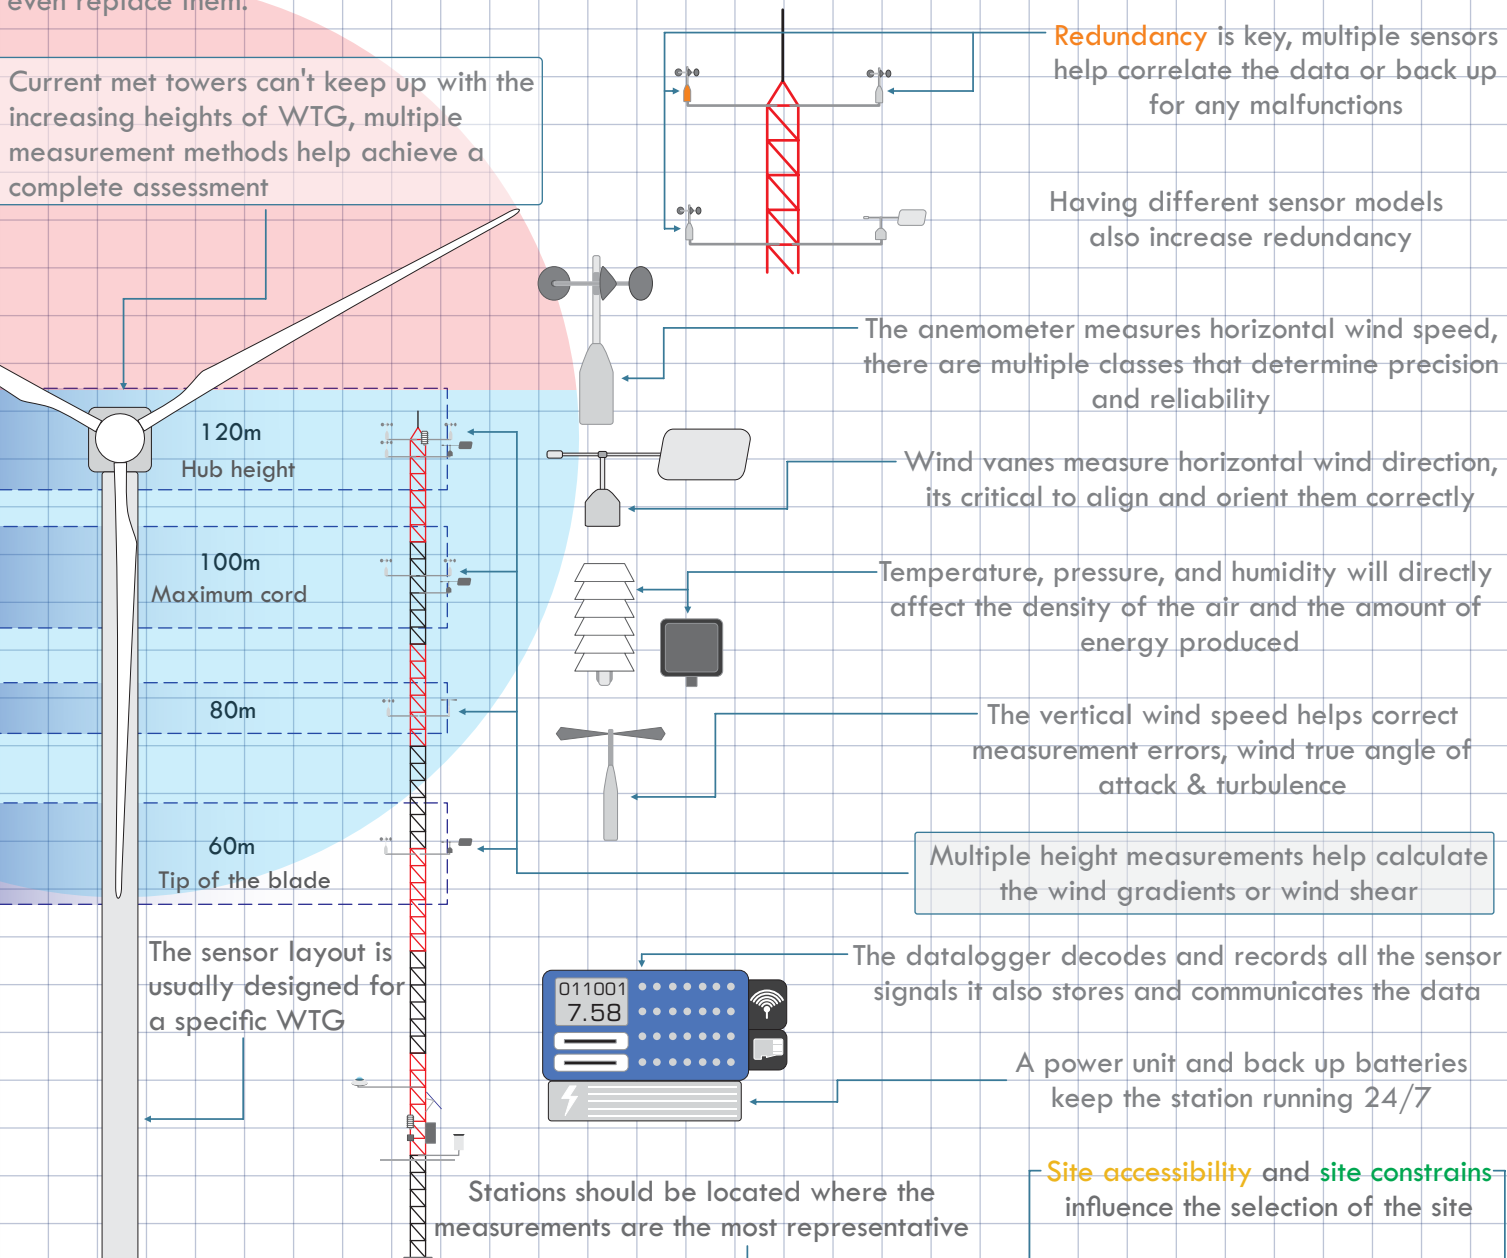 even replace them.
Current met towers can't keep up with the
increasing heights of WTG, multiple
measurement methods help achieve a
complete assessment
Redundancy is key, multiple sensors
help correlate the data or back up
for any malfunctions
Having different sensor models
also increase redundancy
The anemometer measures horizontal wind speed,
there are multiple classes that determine precision
and reliability
120m
Hub height
Wind vanes measure horizontal wind direction,
its critical to align and orient them correctly
100m
Maximum cord
Temperature, pressure, and humidity will directly
affect the density of the air and the amount of
energy produced
80m
The vertical wind speed helps correct
measurement errors, wind true angle of
attack & turbulence
60m
Tip of the blade
Multiple height measurements help calculate
the wind gradients or wind shear
The sensor layout is
usually designed for
a specific WTG
The datalogger decodes and records all the sensor
signals it also stores and communicates the data
011001
7.58
A power unit and back up batteries
keep the station running 24/7
Stations should be located where the
measurements are the most representative
Site accessibility and site constrains
influence the selection of the site